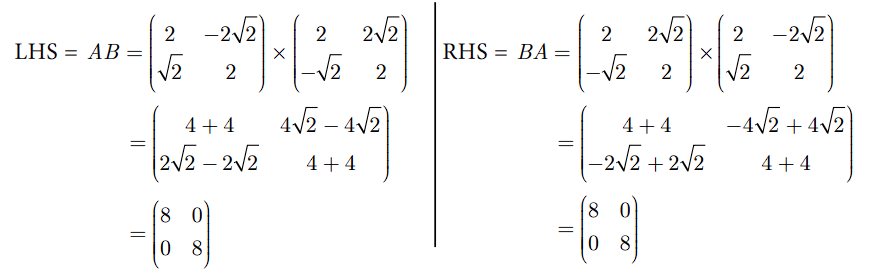 LHS = AB = (2 −2√2) × (2 2√2)
(√2 2) (−√2 2)
= (4 + 4 4√2 − 4√2)
(2√2 − 2√2 4 + 4)
= (8 0)
(0 8)
RHS = BA = (2 2√2) × (2 −2√2)
(−√2 2) (√2 2)
= (4 + 4 −4√2 + 4√2)
(−2√2 + 2√2 4 + 4)
= (8 0)
(0 8)